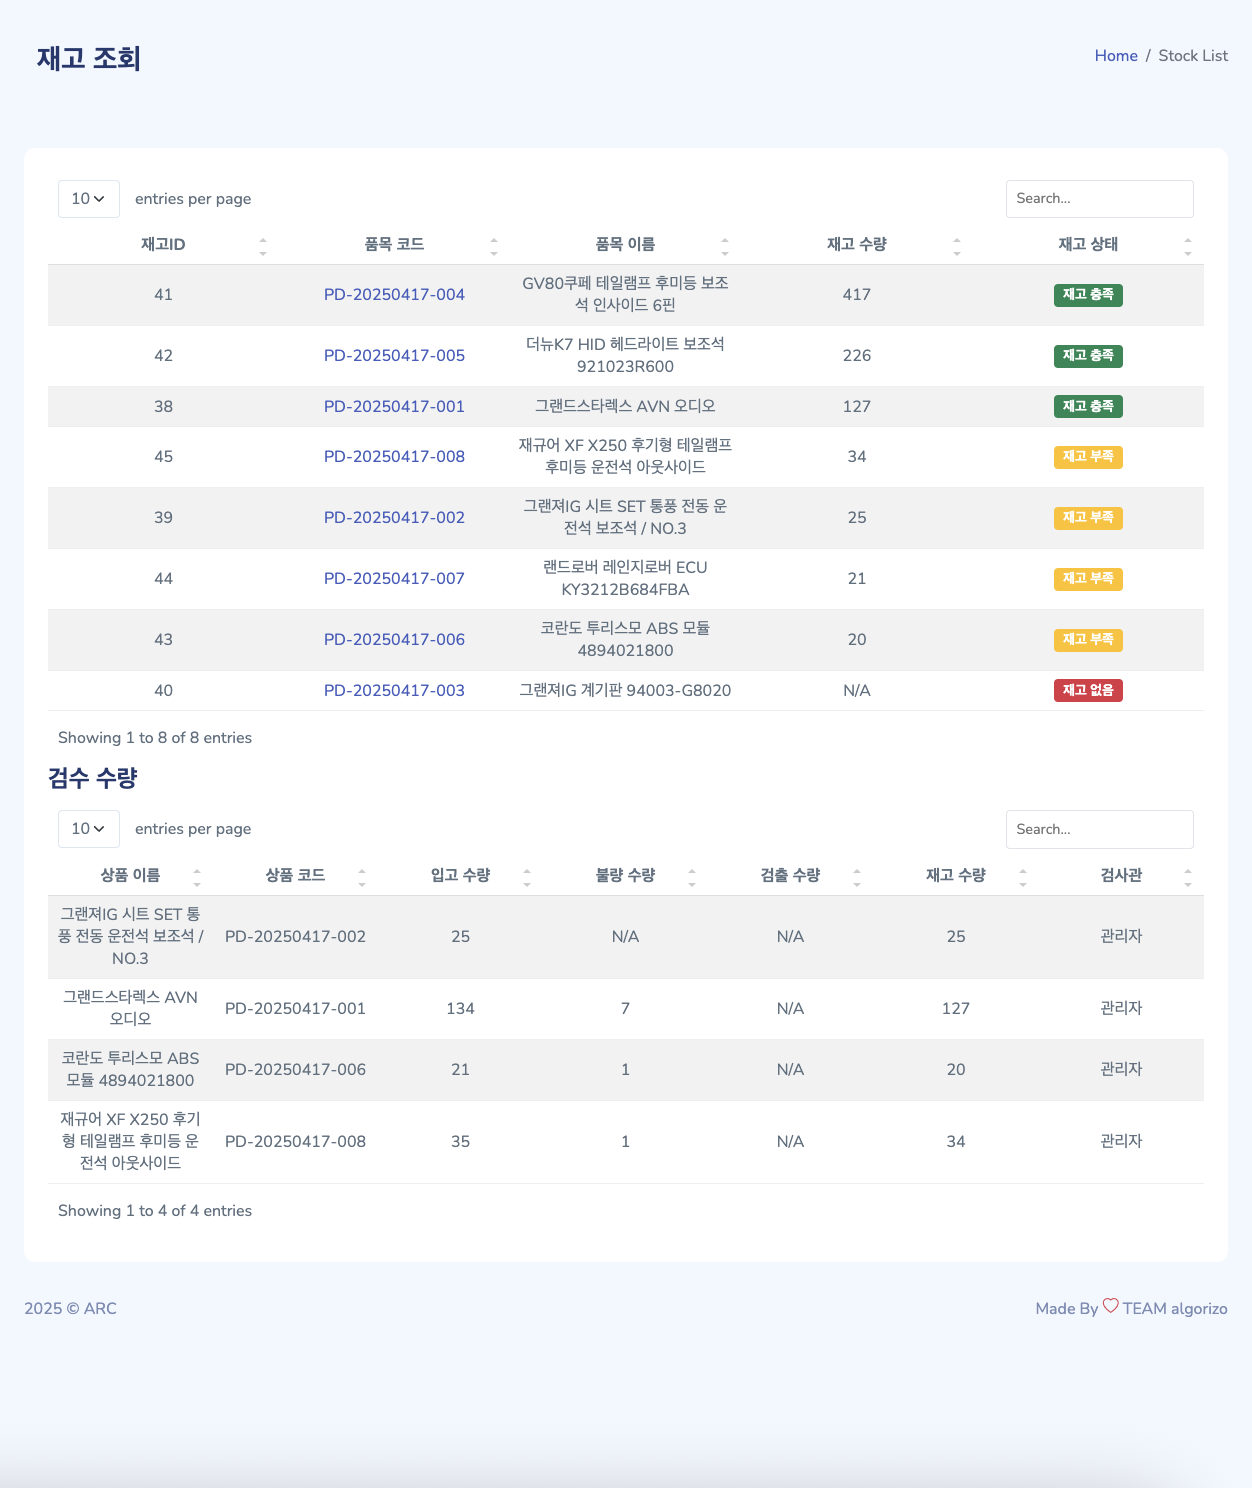 재고 조회
Home / Stock List
10 entries per page
Search...
재고ID 품목 코드 품목 이름 재고 수량 재고 상태
41 PD-20250417-004 GV80쿠페 테일램프 후미등 보조
석 인사이드 6핀 417 재고 충족
42 PD-20250417-005 더뉴K7 HID 헤드라이트 보조석
921023R600 226 재고 충족
38 PD-20250417-001 그랜드스타렉스 AVN 오디오 127 재고 충족
45 PD-20250417-008 재규어 XF X250 후기형 테일램프
후미등 운전석 아웃사이드 34 재고 부족
39 PD-20250417-002 그랜져IG 시트 SET 통풍 전동 운
전석 보조석 / NO.3 25 재고 부족
44 PD-20250417-007 랜드로버 레인지로버 ECU
KY3212B684FBA 21 재고 부족
43 PD-20250417-006 코란도 투리스모 ABS 모듈
4894021800 20 재고 부족
40 PD-20250417-003 그랜져IG 계기판 94003-G8020 N/A 재고 없음
Showing 1 to 8 of 8 entries
검수 수량
10 entries per page
Search...
상품 이름 상품 코드 입고 수량 불량 수량 검출 수량 재고 수량 검사관
그랜져IG 시트 SET 통
풍 전동 운전석 보조석 /
NO.3 PD-20250417-002 25 N/A N/A 25 관리자
그랜드스타렉스 AVN
오디오 PD-20250417-001 134 7 N/A 127 관리자
코란도 투리스모 ABS
모듈 4894021800 PD-20250417-006 21 1 N/A 20 관리자
재규어 XF X250 후기
형 테일램프 후미등 운
전석 아웃사이드 PD-20250417-008 35 1 N/A 34 관리자
Showing 1 to 4 of 4 entries
2025 © ARC
Made By ♡ TEAM algorizo